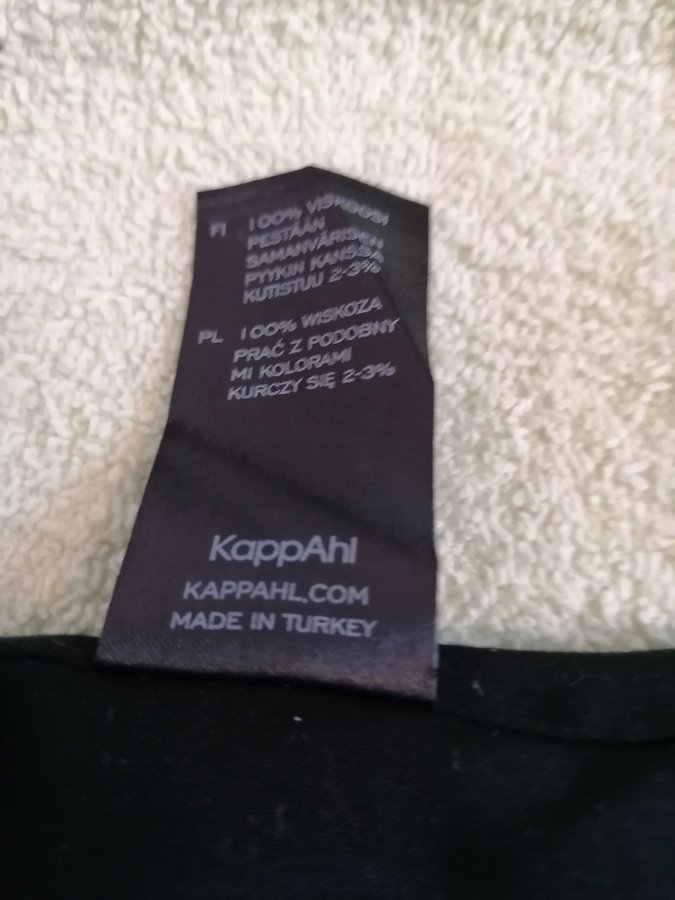 FI 100% VISKOOSI
PESTÄÄN
SAMANVÄRISEN
PYYKIN KANSSA
KUTISTUU 2-3%
PL 100% WISKOZA
PRAĆ Z PODOBNY
MI KOLORAMI
KURCZY SIĘ 2-3%
KappAhl
KAPPAHL.COM
MADE IN TURKEY